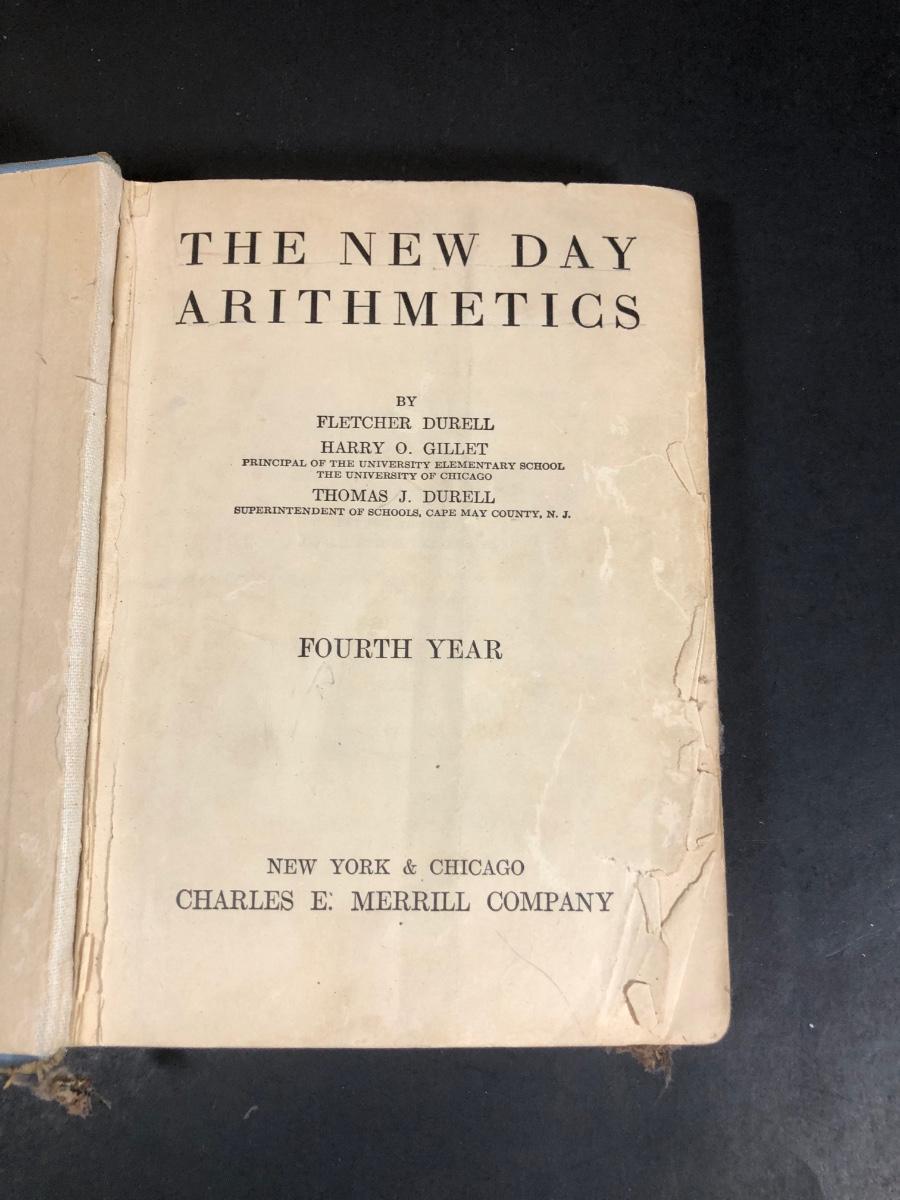 THE NEW DAY
ARITHMETICS
BY
FLETCHER DURELL
HARRY O. GILLET
PRINCIPAL OF THE UNIVERSITY ELEMENTARY SCHOOL
THE UNIVERSITY OF CHICAGO
THOMAS J. DURELL
SUPERINTENDENT OF SCHOOLS, CAPE MAY COUNTY, N. J.
FOURTH YEAR
NEW YORK & CHICAGO
CHARLES E. MERRILL COMPANY